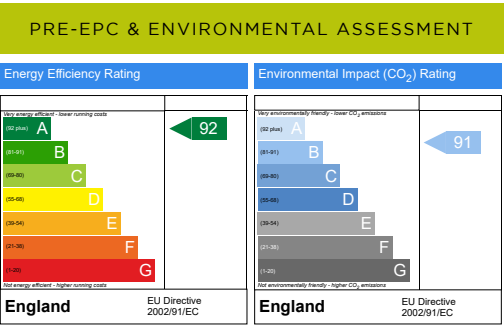 PRE-EPC & ENVIRONMENTAL ASSESSMENT
Energy Efficiency Rating
Very energy efficient - lower running costs
(92 plus) A
92
(81-91) B
(69-80) C
(55-68) D
(39-54) E
(21-38) F
(1-20) G
Not energy efficient - higher running costs
England
EU Directive
2002/91/EC
Environmental Impact (CO2) Rating
Very environmentally friendly - lower CO2 emissions
(92 plus) A
(81-91) B
91
(69-80) C
(55-68) D
(39-54) E
(21-38) F
(1-20) G
Not environmentally friendly - higher CO2 emissions
England
EU Directive
2002/91/EC